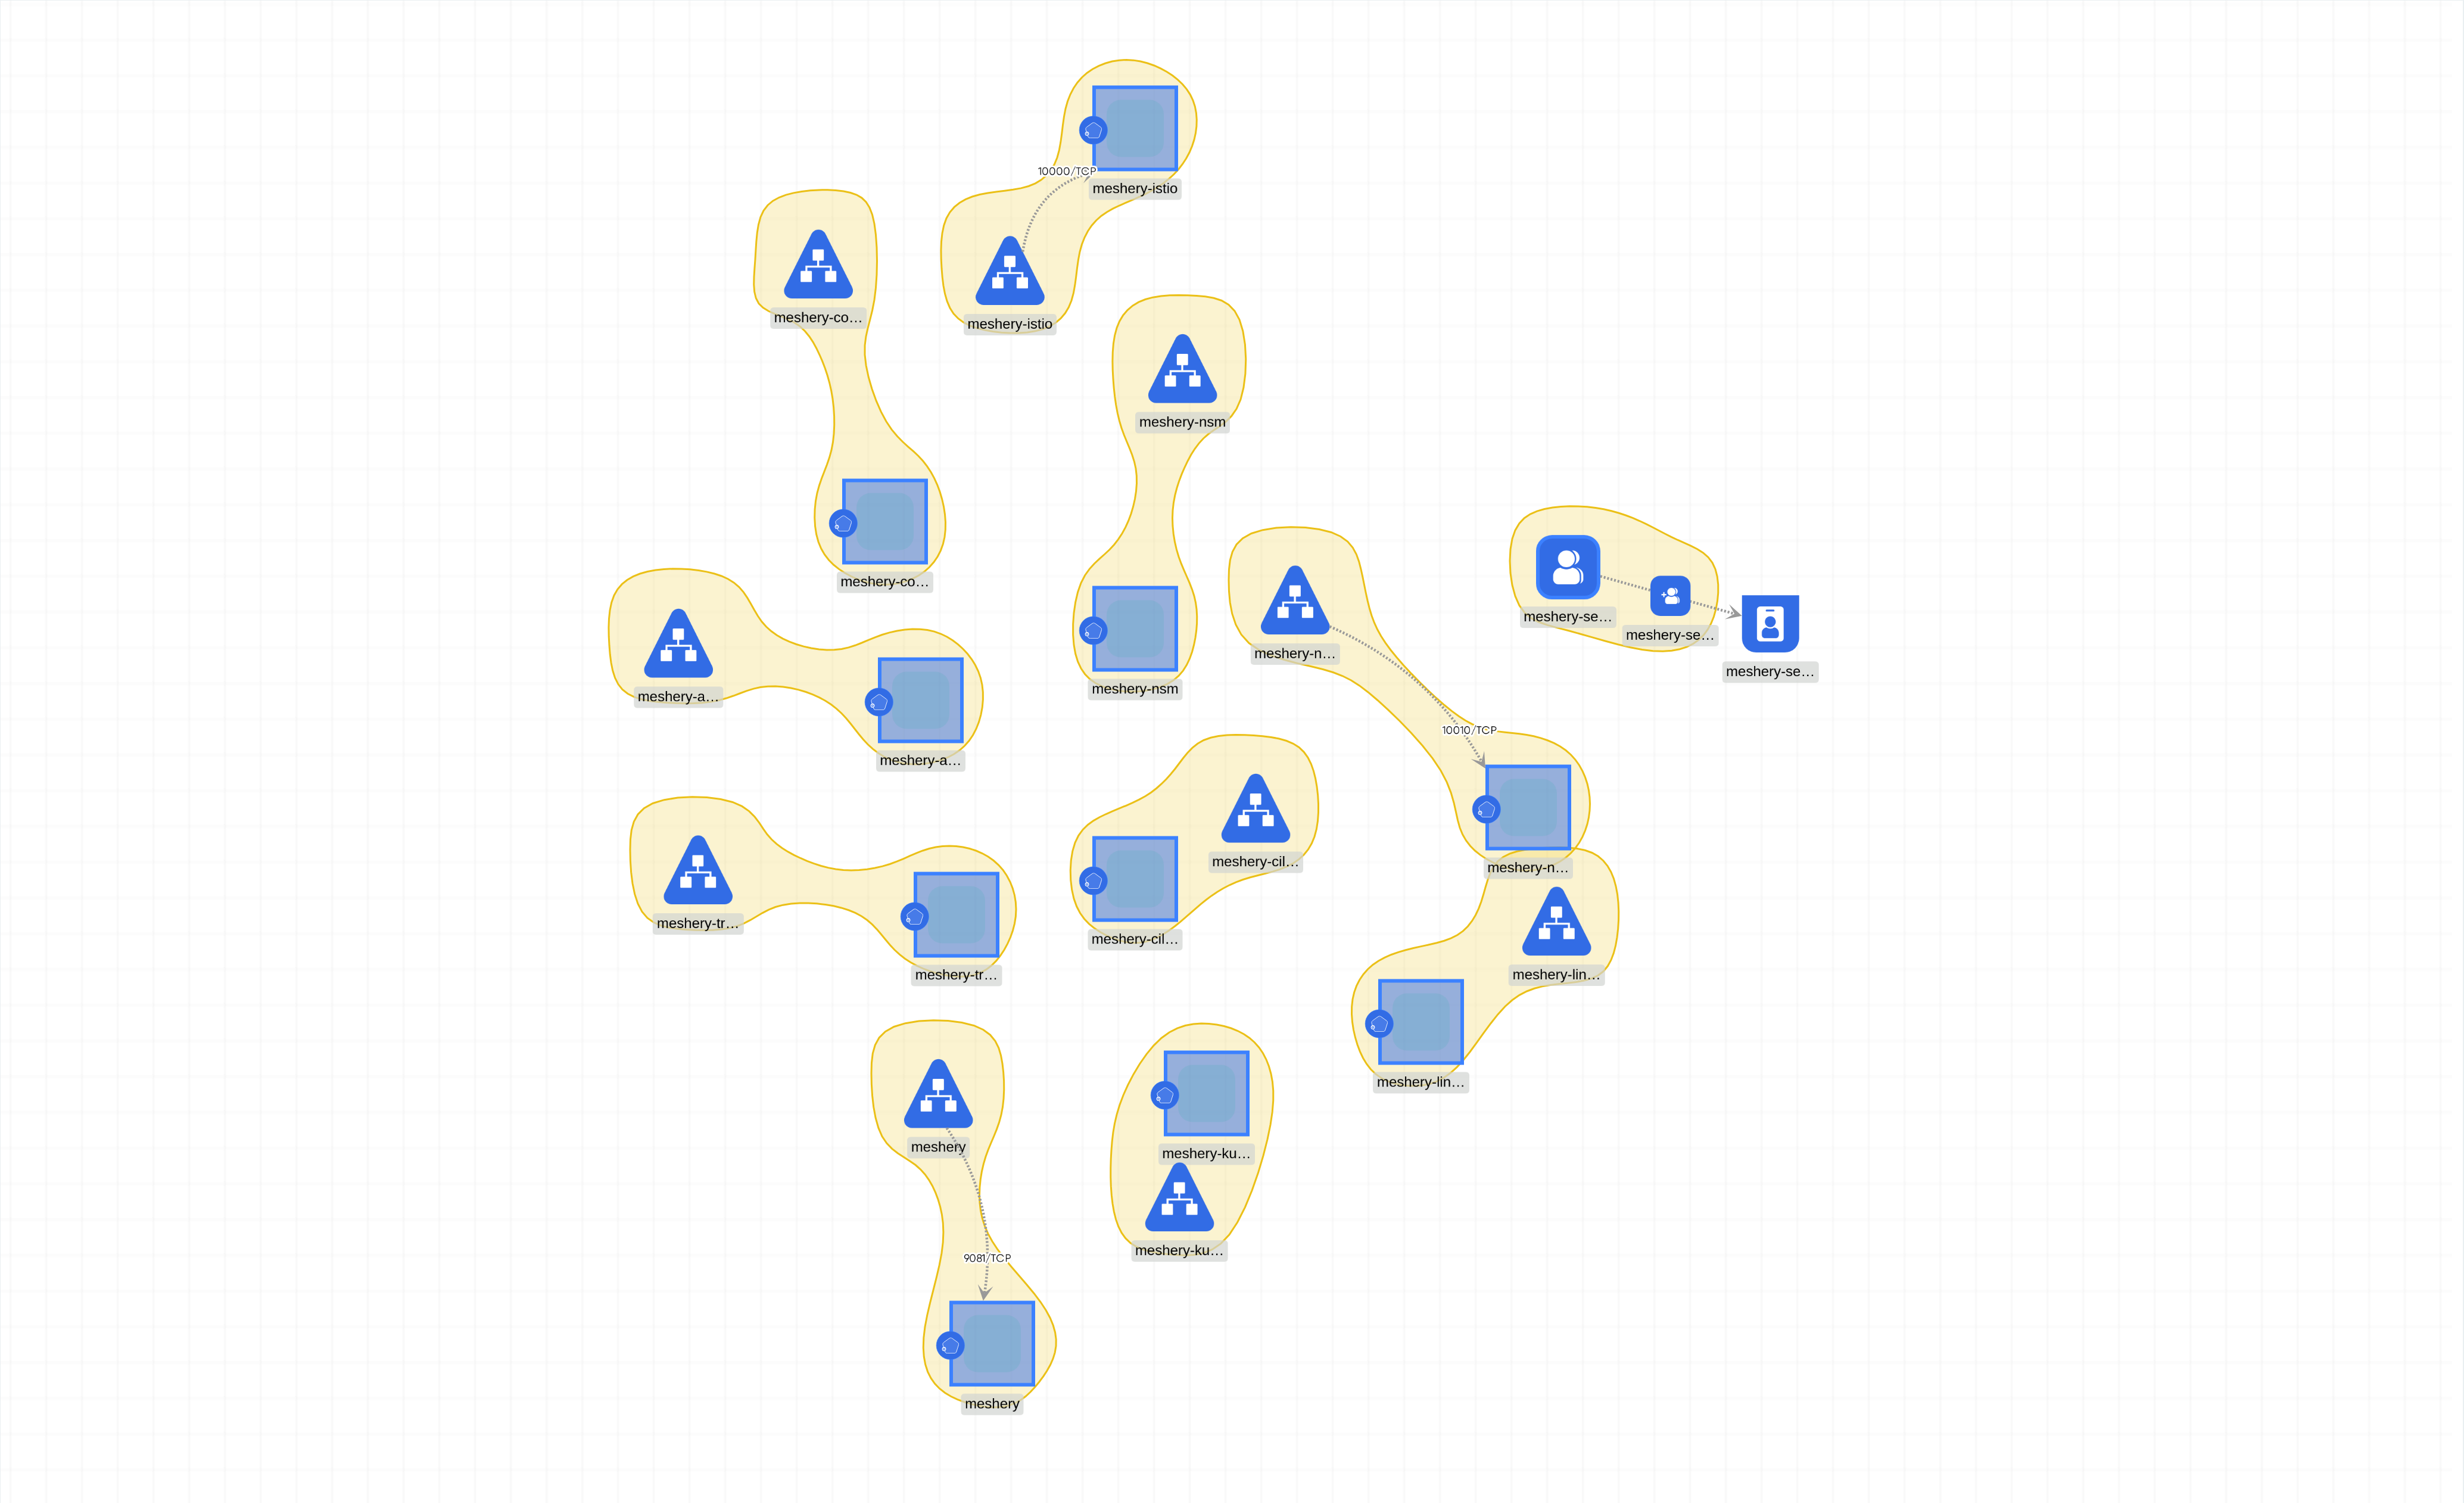 10000/TCP
meshery-istio
meshery-co…
meshery-istio
meshery-nsm
meshery-co…
meshery-se…
meshery-se…
meshery-n…
meshery-se…
meshery-nsm
meshery-a…
10010/TCP
meshery-a…
meshery-cil…
meshery-n…
meshery-tr…
meshery-cil…
meshery-tr…
meshery-lin…
meshery-lin…
meshery
meshery-ku…
meshery-ku…
9081/TCP
meshery